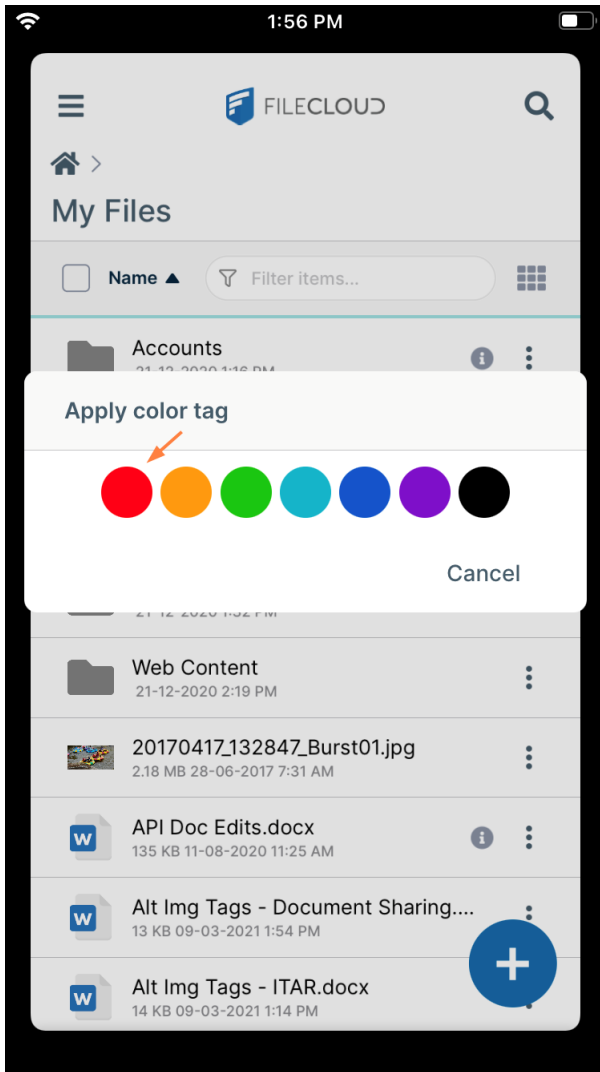 1:56 PM
FILECLOUD
My Files
Name
Filter items...
Accounts
21-12-2020 1:16 PM
Apply color tag
Cancel
21-12-2020 1:52 PM
Web Content
21-12-2020 2:19 PM
20170417_132847_Burst01.jpg
2.18 MB 28-06-2017 7:31 AM
W
API Doc Edits.docx
135 KB 11-08-2020 11:25 AM
W
Alt Img Tags - Document Sharing....
13 KB 09-03-2021 1:54 PM
W
Alt Img Tags - ITAR.docx
14 KB 09-03-2021 1:14 PM